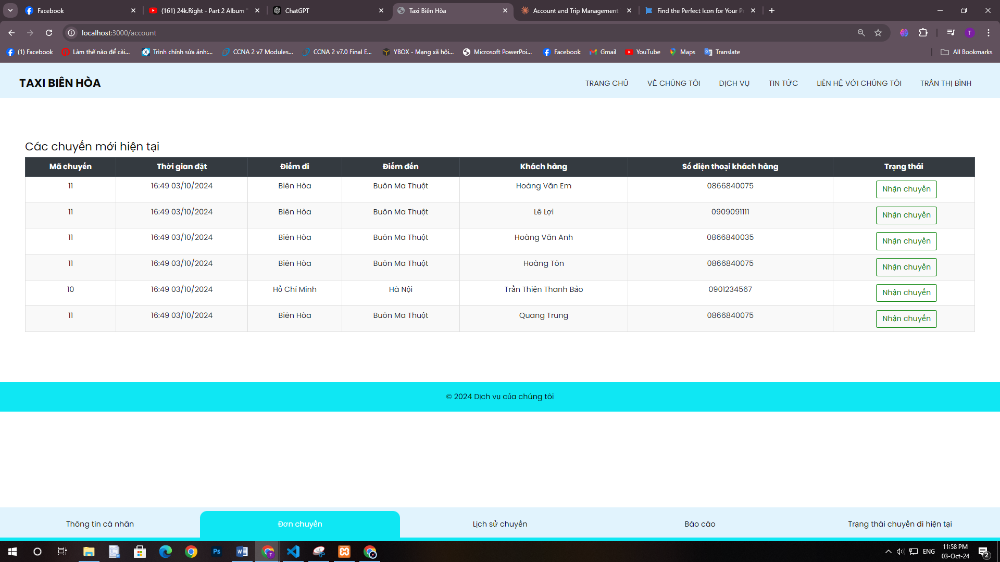 Facebook
(161) 24k.Right - Part 2 Album
ChatGPT
Taxi Biên Hòa
Account and Trip Management
Find the Perfect Icon for Your Pr
localhost:3000/account
T
(1) Facebook
Làm thế nào để cài...
Trình chỉnh sửa ảnh:...
CCNA 2 v7 Modules...
CCNA 2 v7.0 Final E...
YBOX - Mạng xã hội...
Microsoft PowerPoi...
Facebook
Gmail
YouTube
Maps
Translate
All Bookmarks
TAXI BIÊN HÒA
TRANG CHỦ
VỀ CHÚNG TÔI
DỊCH VỤ
TIN TỨC
LIÊN HỆ VỚI CHÚNG TÔI
TRẦN THỊ BÌNH
Các chuyến mới hiện tại
Mã chuyến Thời gian đặt Điểm đi Điểm đến Khách hàng Số điện thoại khách hàng Trạng thái
11 16:49 03/10/2024 Biên Hòa Buôn Ma Thuột Hoàng Văn Em 0866840075 Nhận chuyến
11 16:49 03/10/2024 Biên Hòa Buôn Ma Thuột Lê Lợi 0909091111 Nhận chuyến
11 16:49 03/10/2024 Biên Hòa Buôn Ma Thuột Hoàng Văn Anh 0866840035 Nhận chuyến
11 16:49 03/10/2024 Biên Hòa Buôn Ma Thuột Hoàng Tôn 0866840075 Nhận chuyến
10 16:49 03/10/2024 Hồ Chí Minh Hà Nội Trần Thiện Thanh Bảo 0901234567 Nhận chuyến
11 16:49 03/10/2024 Biên Hòa Buôn Ma Thuột Quang Trung 0866840075 Nhận chuyến
© 2024 Dịch vụ của chúng tôi
Thông tin cá nhân
Đơn chuyến
Lịch sử chuyến
Báo cáo
Trạng thái chuyến đi hiện tại
Ps
T
ENG
11:58 PM
03-Oct-24
2